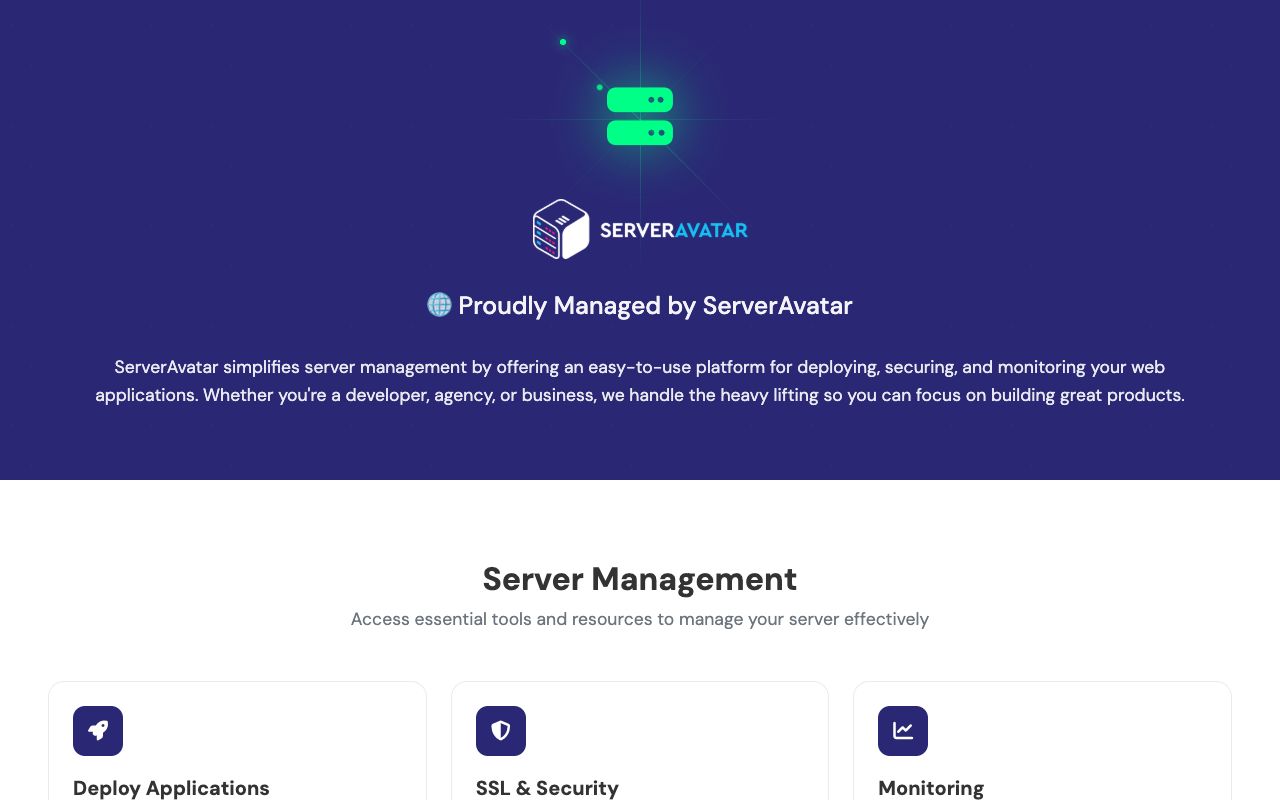 SERVERAVATAR
🌐 Proudly Managed by ServerAvatar
ServerAvatar simplifies server management by offering an easy-to-use platform for deploying, securing, and monitoring your web
applications. Whether you're a developer, agency, or business, we handle the heavy lifting so you can focus on building great products.
Server Management
Access essential tools and resources to manage your server effectively
Deploy Applications
SSL & Security
Monitoring